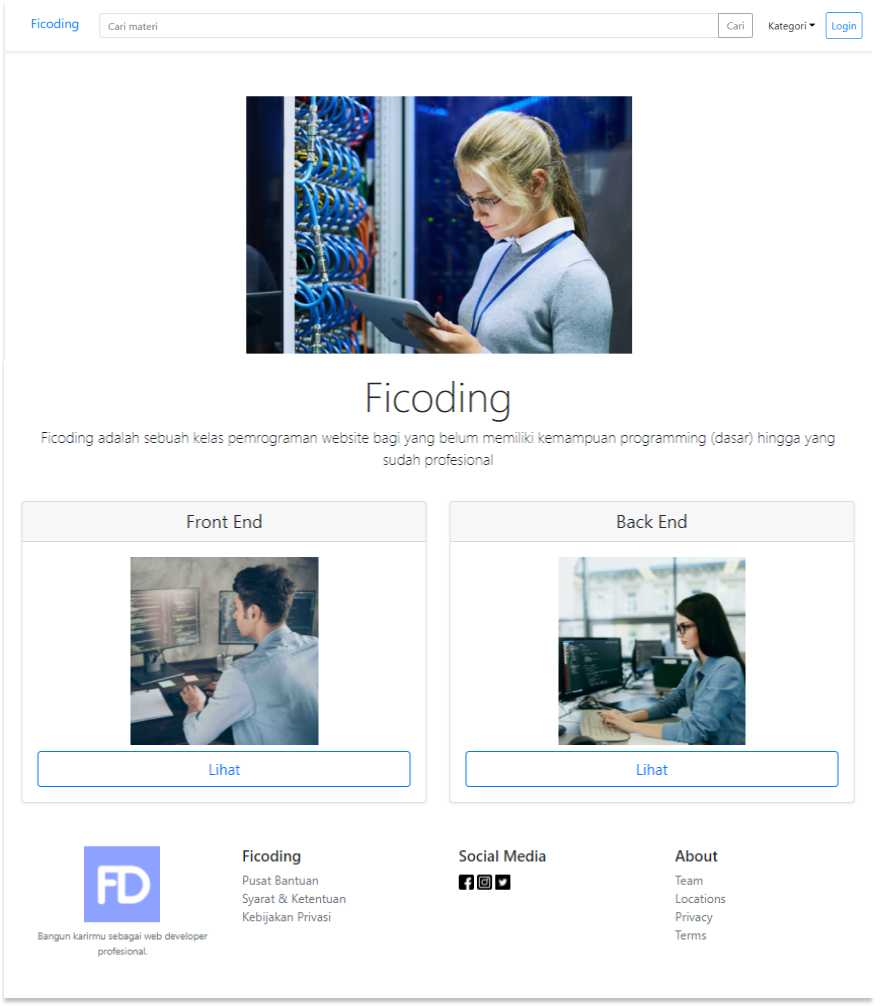 Ficoding
Cari materi
Cari
Kategori
Login
Ficoding
Ficoding adalah sebuah kelas pemrograman website bagi yang belum memiliki kemampuan programming (dasar) hingga yang
sudah profesional
Front End
Back End
Lihat
Lihat
FD
Bangun karirmu sebagai web developer
profesional.
Ficoding
Pusat Bantuan
Syarat & Ketentuan
Kebijakan Privasi
Social Media
About
Team
Locations
Privacy
Terms